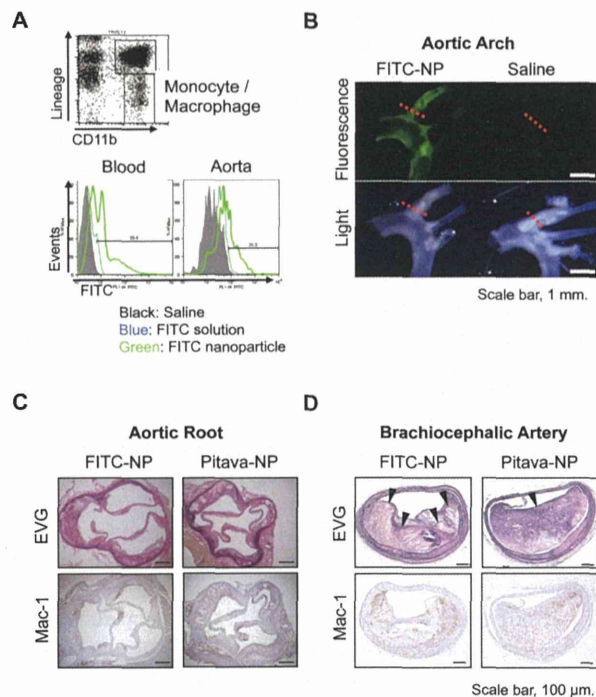 A
Lineage
CD11b
Monocyte /
Macrophage
Blood
Aorta
Events
FITC
Black: Saline
Blue: FITC solution
Green: FITC nanoparticle
B
Aortic Arch
FITC-NP
Saline
Fluorescence
Light
Scale bar, 1 mm.
C
Aortic Root
FITC-NP
Pitava-NP
EVG
Mac-1
D
Brachiocephalic Artery
FITC-NP
Pitava-NP
EVG
Mac-1
Scale bar, 100 μm.